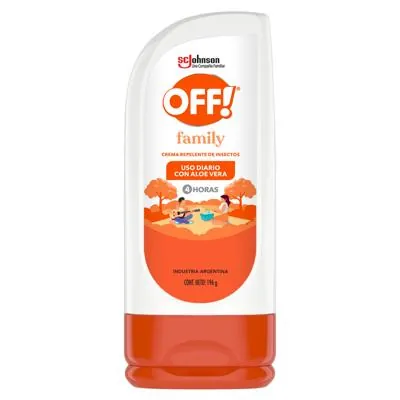 SC Johnson
Una Compañía Familiar
OFF!
family
CREMA REPELENTE DE INSECTOS
USO DIARIO
CON ALOE VERA
4 HORAS
INDUSTRIA ARGENTINA
CONT. NETO: 196 g